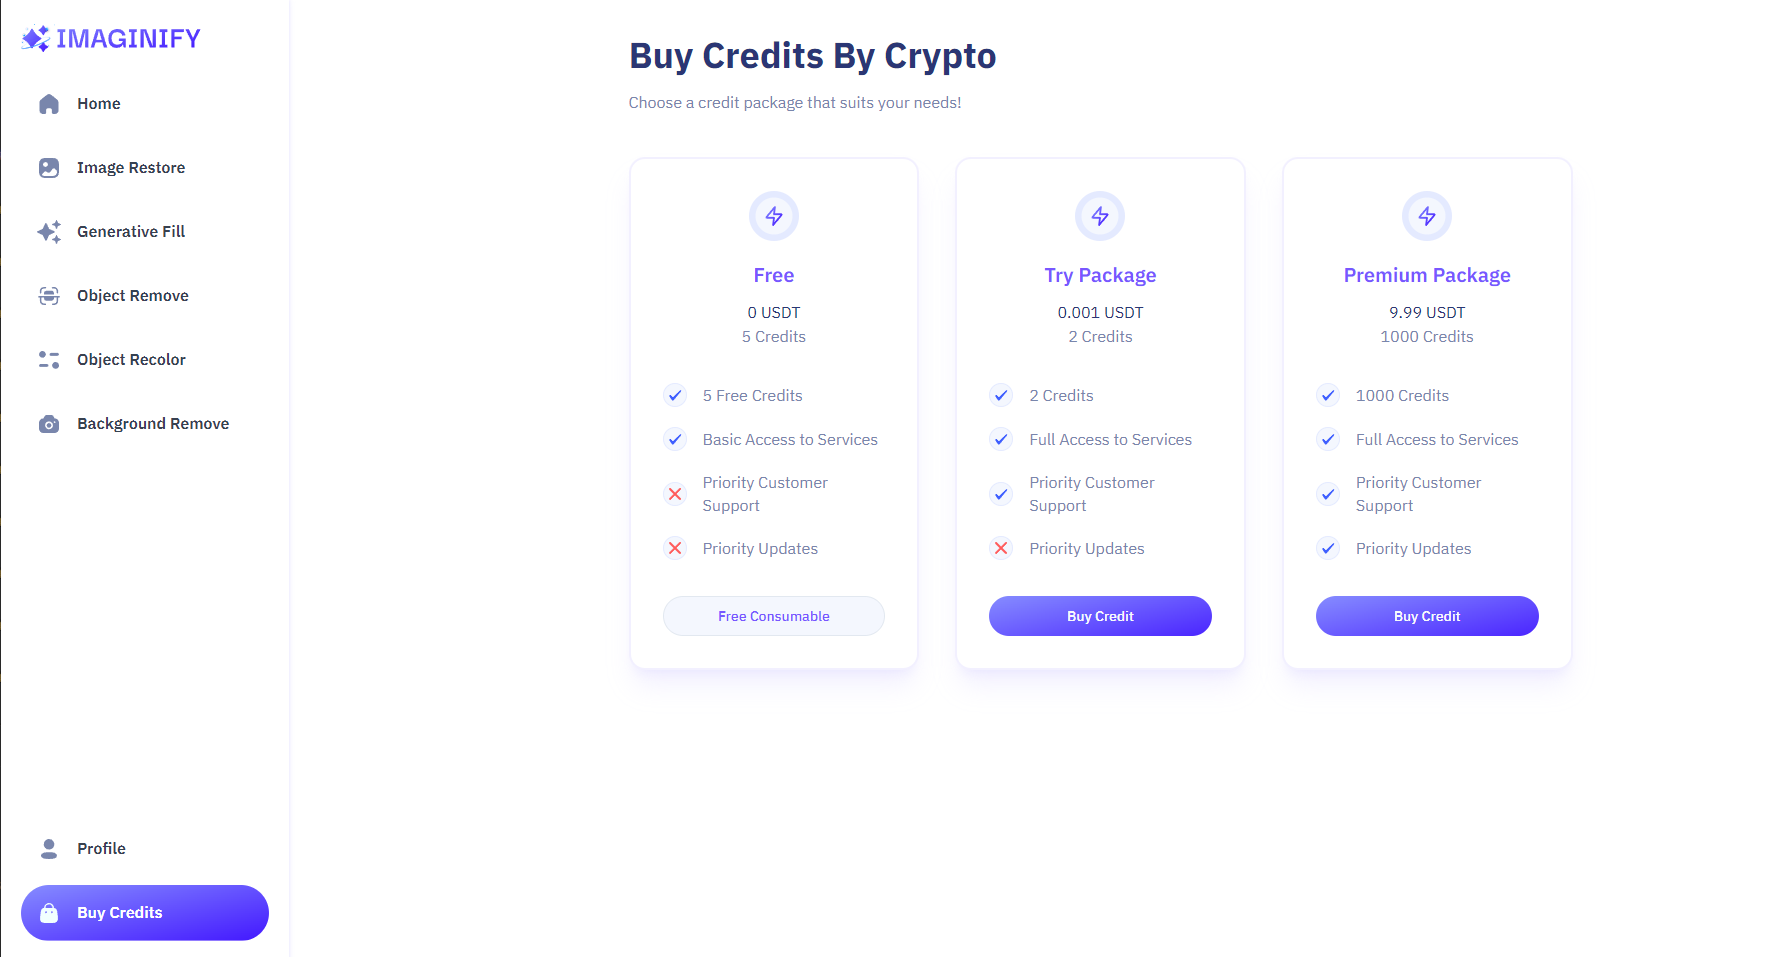 IMAGINIFY
Home
Image Restore
Generative Fill
Object Remove
Object Recolor
Background Remove
Profile
Buy Credits
Buy Credits By Crypto
Choose a credit package that suits your needs!
Free
0 USDT
5 Credits
5 Free Credits
Basic Access to Services
Priority Customer
Support
Priority Updates
Free Consumable
Try Package
0.001 USDT
2 Credits
2 Credits
Full Access to Services
Priority Customer
Support
Priority Updates
Buy Credit
Premium Package
9.99 USDT
1000 Credits
1000 Credits
Full Access to Services
Priority Customer
Support
Priority Updates
Buy Credit